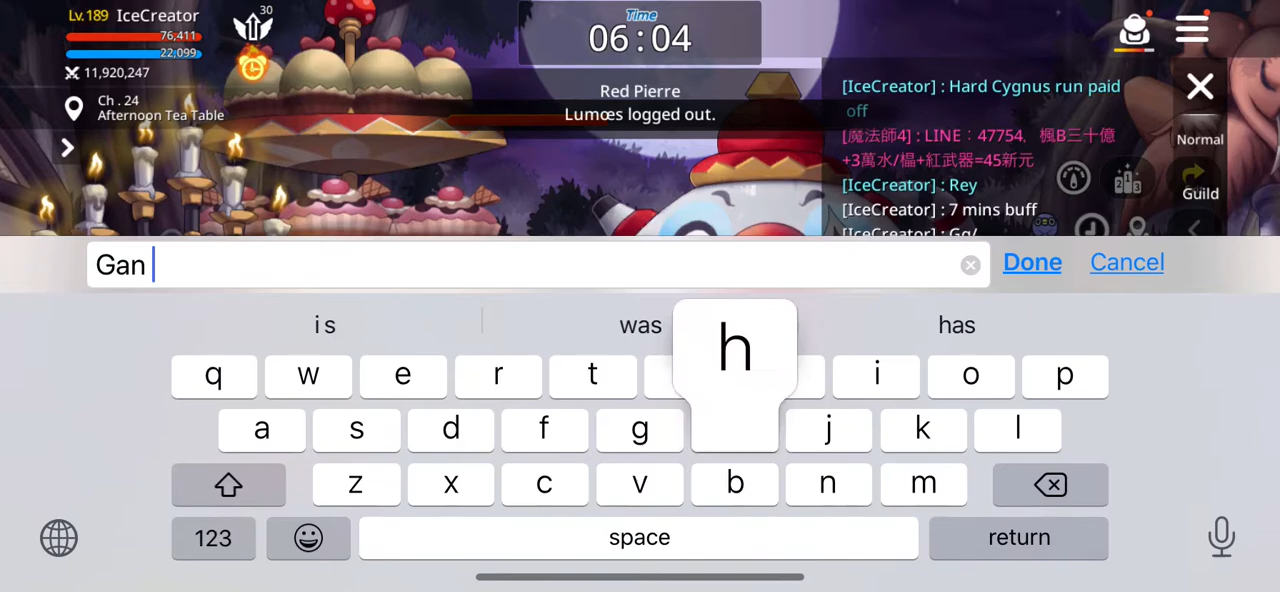 Lv.189 IceCreator
76,411
22,099
11,920,247
Ch . 24
Afternoon Tea Table
30
Time
06 : 04
Red Pierre
Lumœs logged out.
[IceCreator] : Hard Cygnus run paid
off
[魔法師4] : LINE：47754，楓B三十億
+3萬水/榀+紅武器=45新元
[IceCreator] : Rey
[IceCreator] : 7 mins buff
[IceCreator] : Gg/
Normal
Guild
Gan
Done
Cancel
is
was
has
h
q w e r t i o p
a s d f g j k l
z x c v b n m
123
space
return